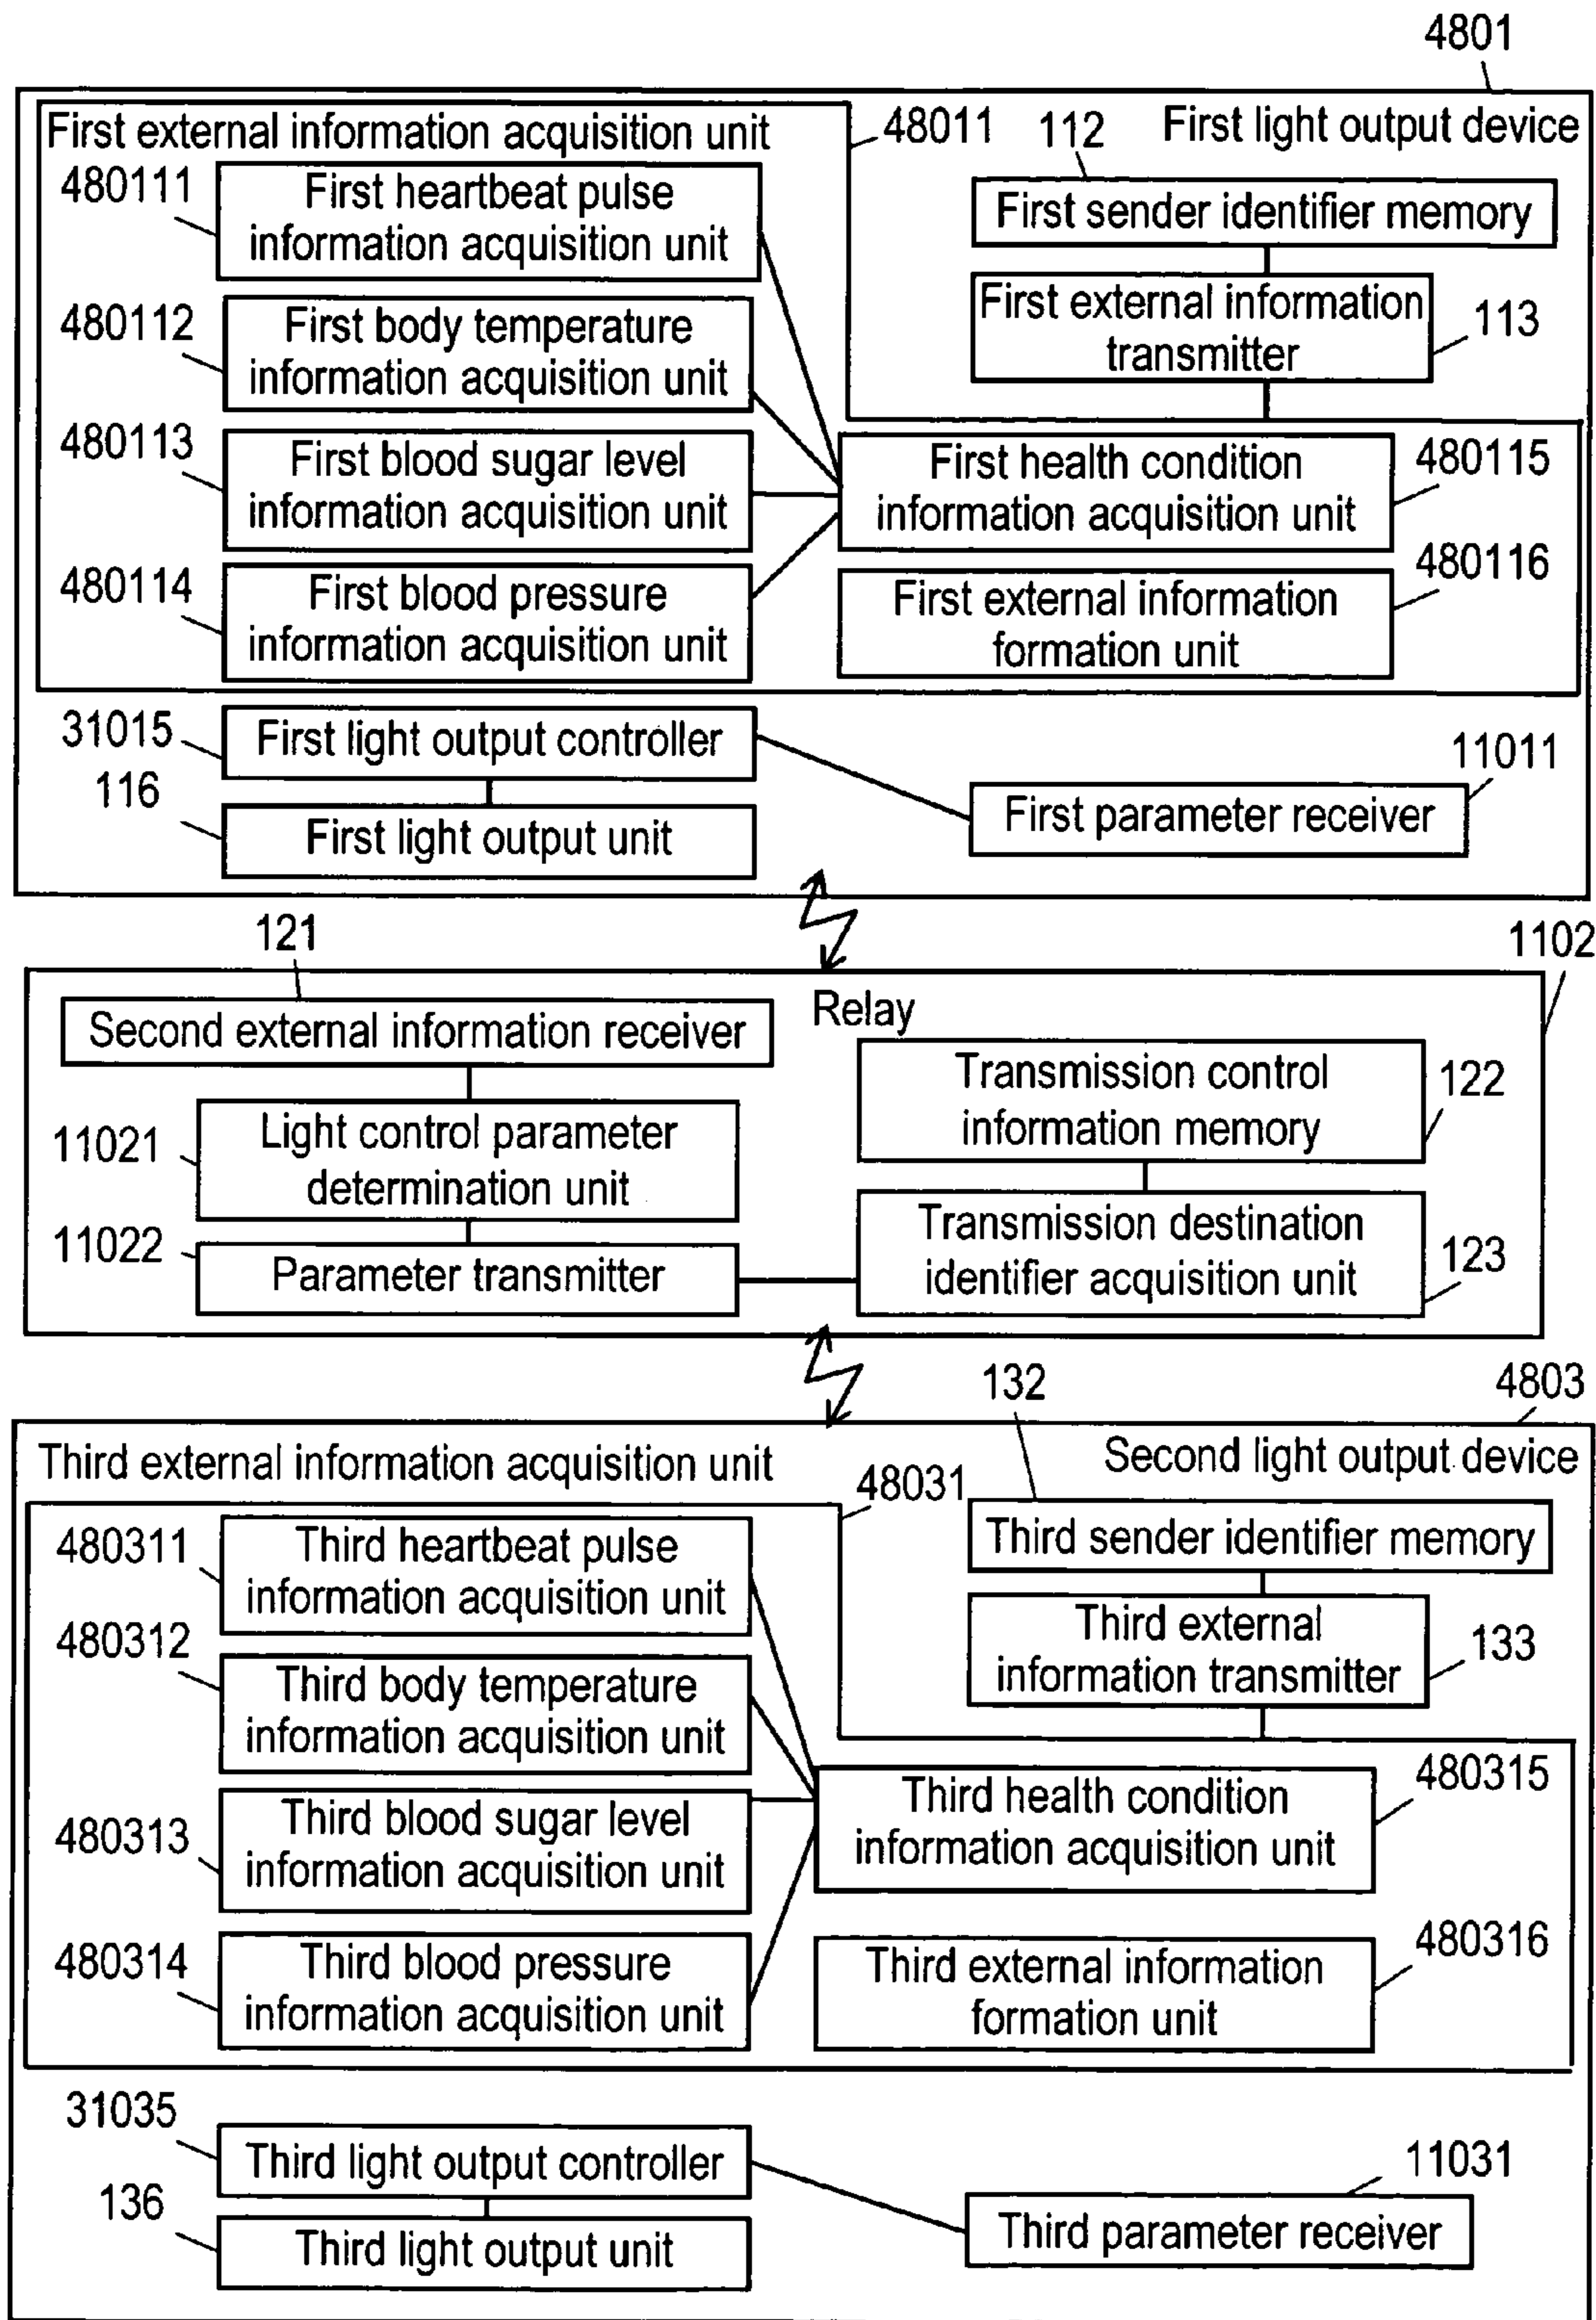 4801
First external information acquisition unit
48011
112
First light output device
480111
First heartbeat pulse
information acquisition unit
First sender identifier memory
480112
First body temperature
information acquisition unit
First external information
transmitter
113
480113
First blood sugar level
information acquisition unit
First health condition
information acquisition unit
480115
480114
First blood pressure
information acquisition unit
First external information
formation unit
480116
31015
First light output controller
116
First light output unit
First parameter receiver
11011
121
1102
Relay
Second external information receiver
Transmission control
information memory
122
11021
Light control parameter
determination unit
11022
Parameter transmitter
Transmission destination
identifier acquisition unit
123
132
4803
Third external information acquisition unit
48031
Second light output device
480311
Third heartbeat pulse
information acquisition unit
Third sender identifier memory
480312
Third body temperature
information acquisition unit
Third external
information transmitter
133
480313
Third blood sugar level
information acquisition unit
Third health condition
information acquisition unit
480315
480314
Third blood pressure
information acquisition unit
Third external information
formation unit
480316
31035
Third light output controller
136
Third light output unit
Third parameter receiver
11031